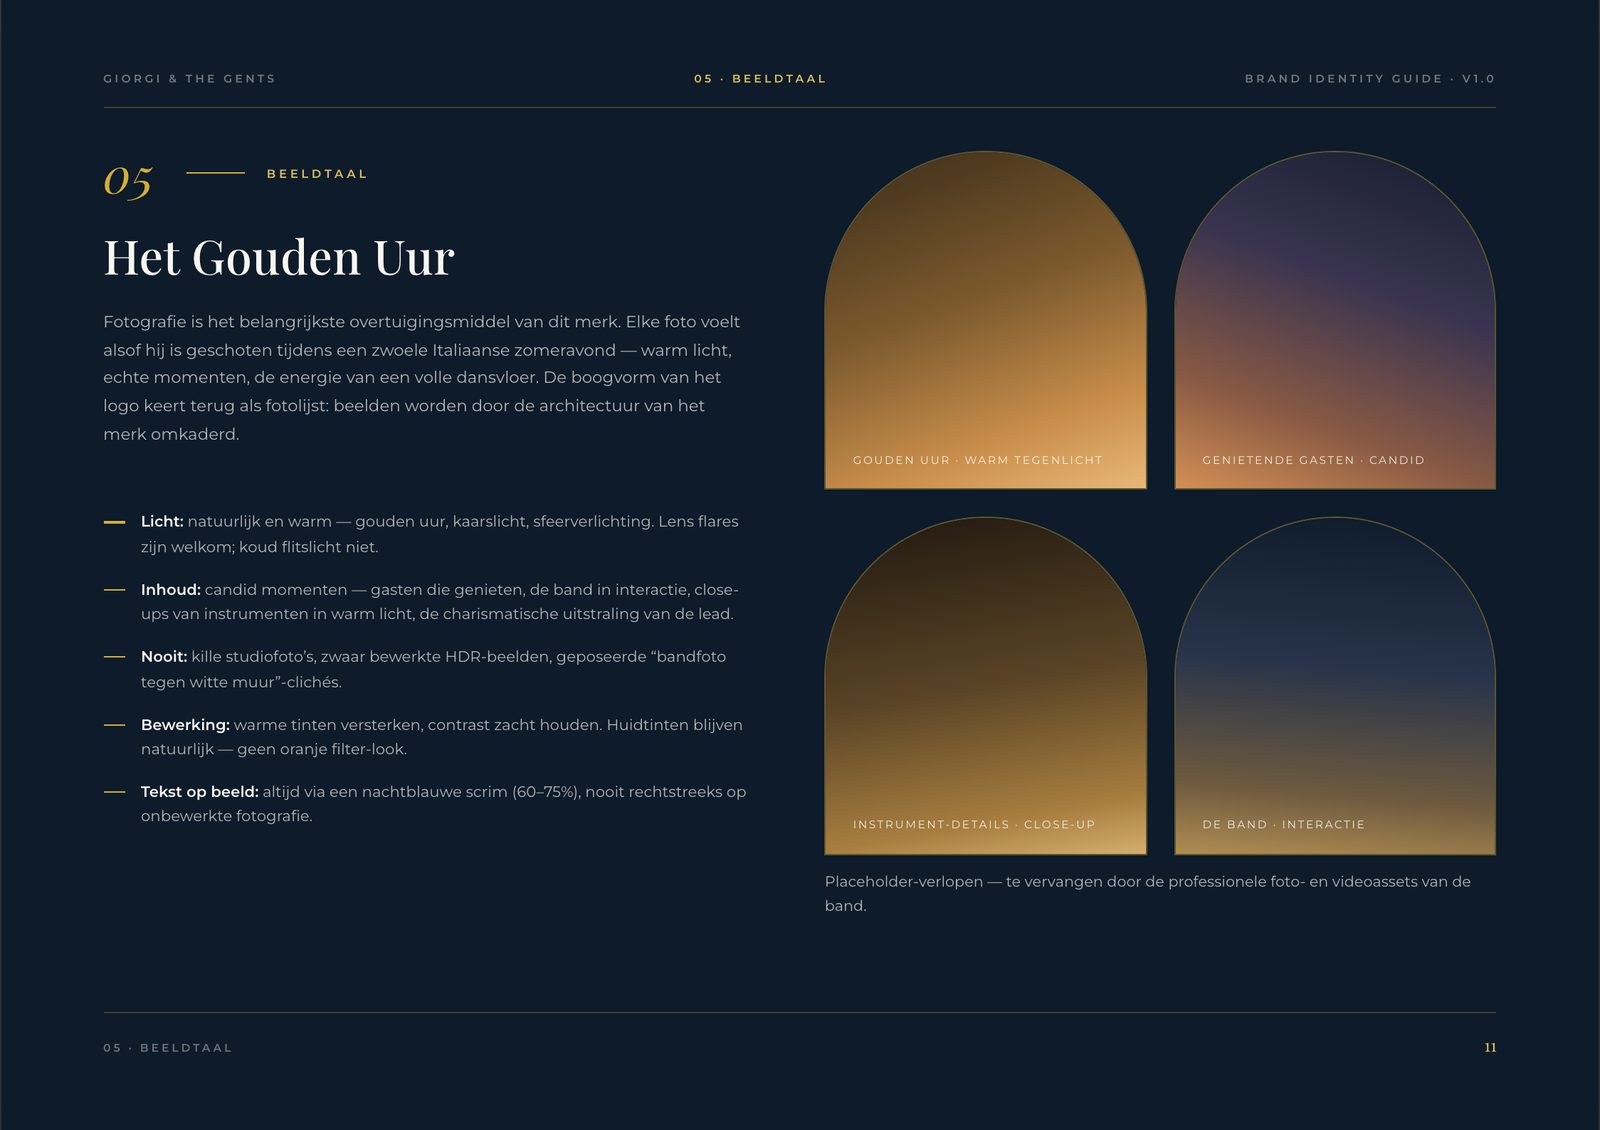 GIORGI & THE GENTS
05 · BEELDTAAL
BRAND IDENTITY GUIDE · V1.0
05
BEELDTAAL
Het Gouden Uur
Fotografie is het belangrijkste overtuigingsmiddel van dit merk. Elke foto voelt
alsof hij is geschoten tijdens een zwoele Italiaanse zomeravond — warm licht,
echte momenten, de energie van een volle dansvloer. De boogvorm van het
logo keert terug als fotolijst: beelden worden door de architectuur van het
merk omkaderd.
Licht: natuurlijk en warm — gouden uur, kaarslicht, sfeerverlichting. Lens flares
zijn welkom; koud flitslicht niet.
Inhoud: candid momenten — gasten die genieten, de band in interactie, close-
ups van instrumenten in warm licht, de charismatische uitstraling van de lead.
Nooit: kille studiofoto’s, zwaar bewerkte HDR-beelden, geposeerde “bandfoto
tegen witte muur”-clichés.
Bewerking: warme tinten versterken, contrast zacht houden. Huidtinten blijven
natuurlijk — geen oranje filter-look.
Tekst op beeld: altijd via een nachtblauwe scrim (60–75%), nooit rechtstreeks op
onbewerkte fotografie.
GOUDEN UUR · WARM TEGENLICHT
GENIETENDE GASTEN · CANDID
INSTRUMENT-DETAILS · CLOSE-UP
DE BAND · INTERACTIE
Placeholder-verlopen — te vervangen door de professionele foto- en videoassets van de
band.
05 · BEELDTAAL
11